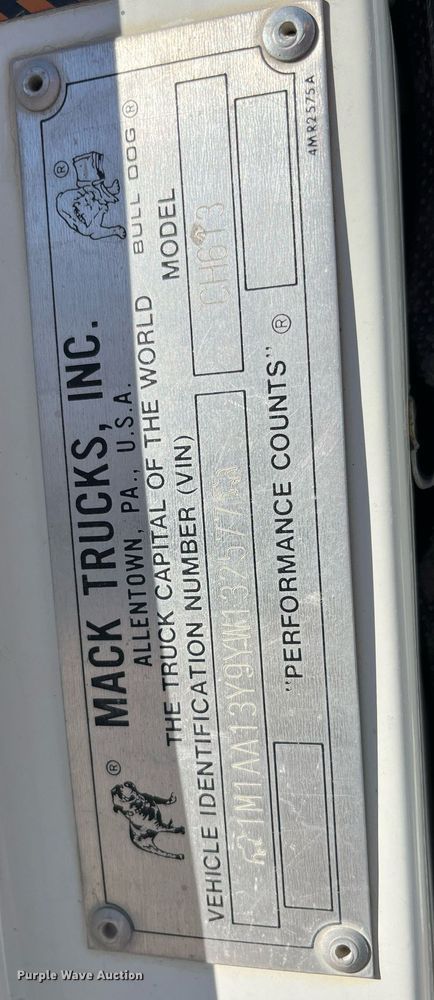 MACK TRUCKS, INC.
ALLENTOWN, PA., U.S.A.
THE TRUCK CAPITAL OF THE WORLD BULL DOG ®
VEHICLE IDENTIFICATION NUMBER (VIN) MODEL
CH613
"PERFORMANCE COUNTS" ®
4MR2575A
Purple Wave Auction